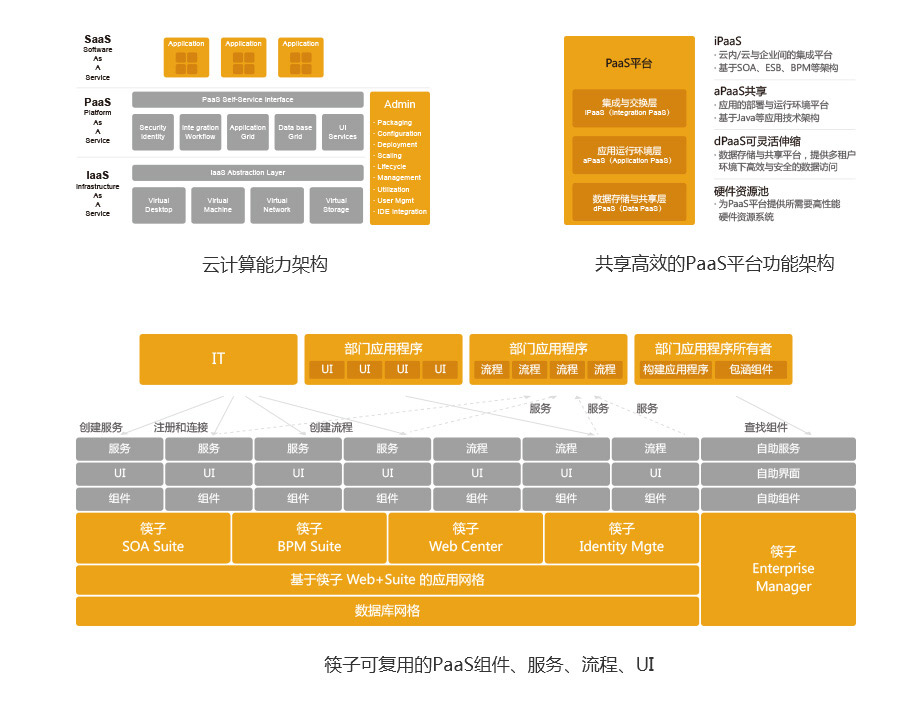 SaaS
Software
As
A
Service
Application
Application
Application
PaaS
Platform
As
A
Service
PaaS Self-Service Interface
Security
Identity
Inte gration
Workflow
Application
Grid
Data base
Grid
UI
Services
IaaS
Infrastructure
As
A
Service
IaaS Abstraction Layer
Virtual
Desktop
Virtual
Machine
Virtual
Network
Virtual
Storage
Admin
· Packaging
· Configuration
· Deployment
· Scaling
· Lifecycle
· Management
· Utilization
· User Mgmt
· IDE Integration
云计算能力架构
PaaS平台
集成与交换层
iPaaS（Integration PaaS）
应用运行环境层
aPaaS（Application PaaS）
数据存储与共享层
dPaaS（Data PaaS）
iPaaS
· 云内/云与企业间的集成平台
· 基于SOA、ESB、BPM等架构
aPaaS共享
· 应用的部署与运行环境平台
· 基于Java等应用技术架构
dPaaS可灵活伸缩
· 数据存储与共享平台，提供多租户
环境下高效与安全的数据访问
硬件资源池
· 为PaaS平台提供所需要高性能
硬件资源系统
共享高效的PaaS平台功能架构
IT
部门应用程序
UI UI UI UI
部门应用程序
流程 流程 流程 流程
部门应用程序所有者
构建应用程序 包涵组件
服务 服务 服务
创建服务 注册和连接 创建流程 查找组件
服务 服务 服务 服务 流程 流程 流程 自助服务
UI UI UI UI UI UI UI 自助界面
组件 组件 组件 组件 组件 组件 组件 自助组件
筷子
SOA Suite
筷子
BPM Suite
筷子
Web Center
筷子
Identity Mgte
筷子
Enterprise
Manager
基于筷子 Web+Suite 的应用网格
数据库网格
筷子可复用的PaaS组件、服务、流程、UI